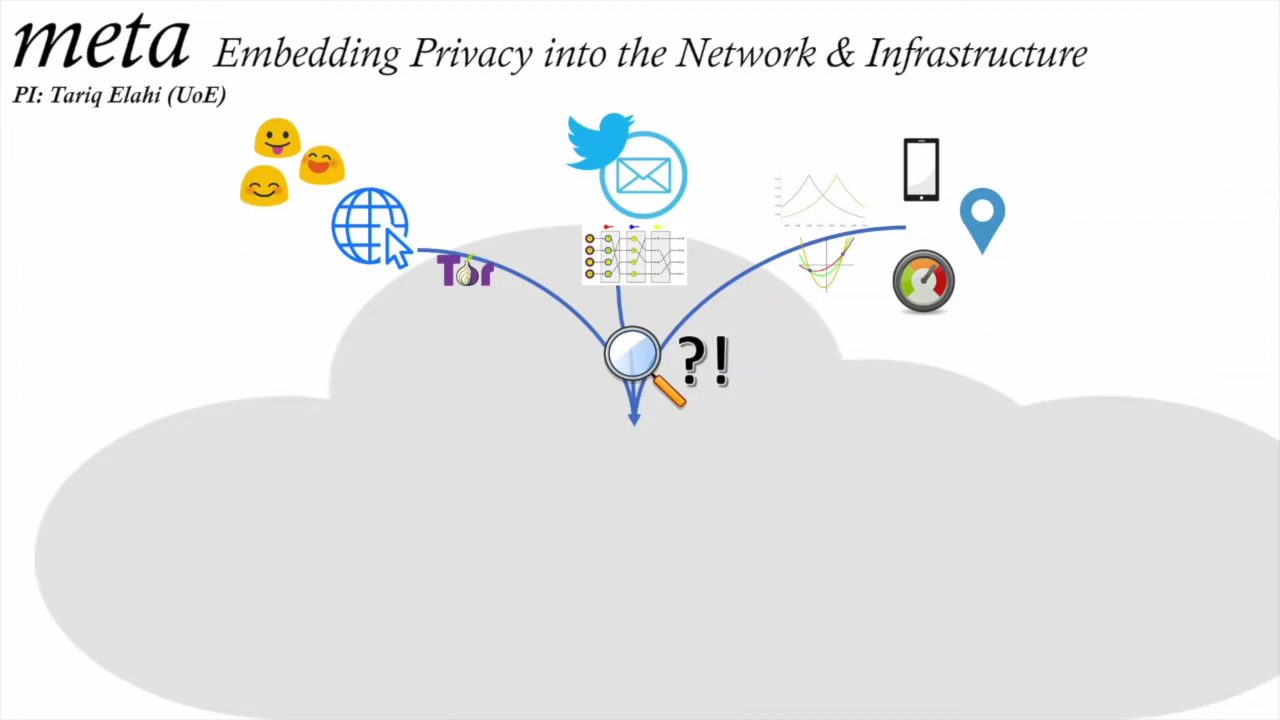 meta Embedding Privacy into the Network & Infrastructure
PI: Tariq Elahi (UoE)
Tor
?!